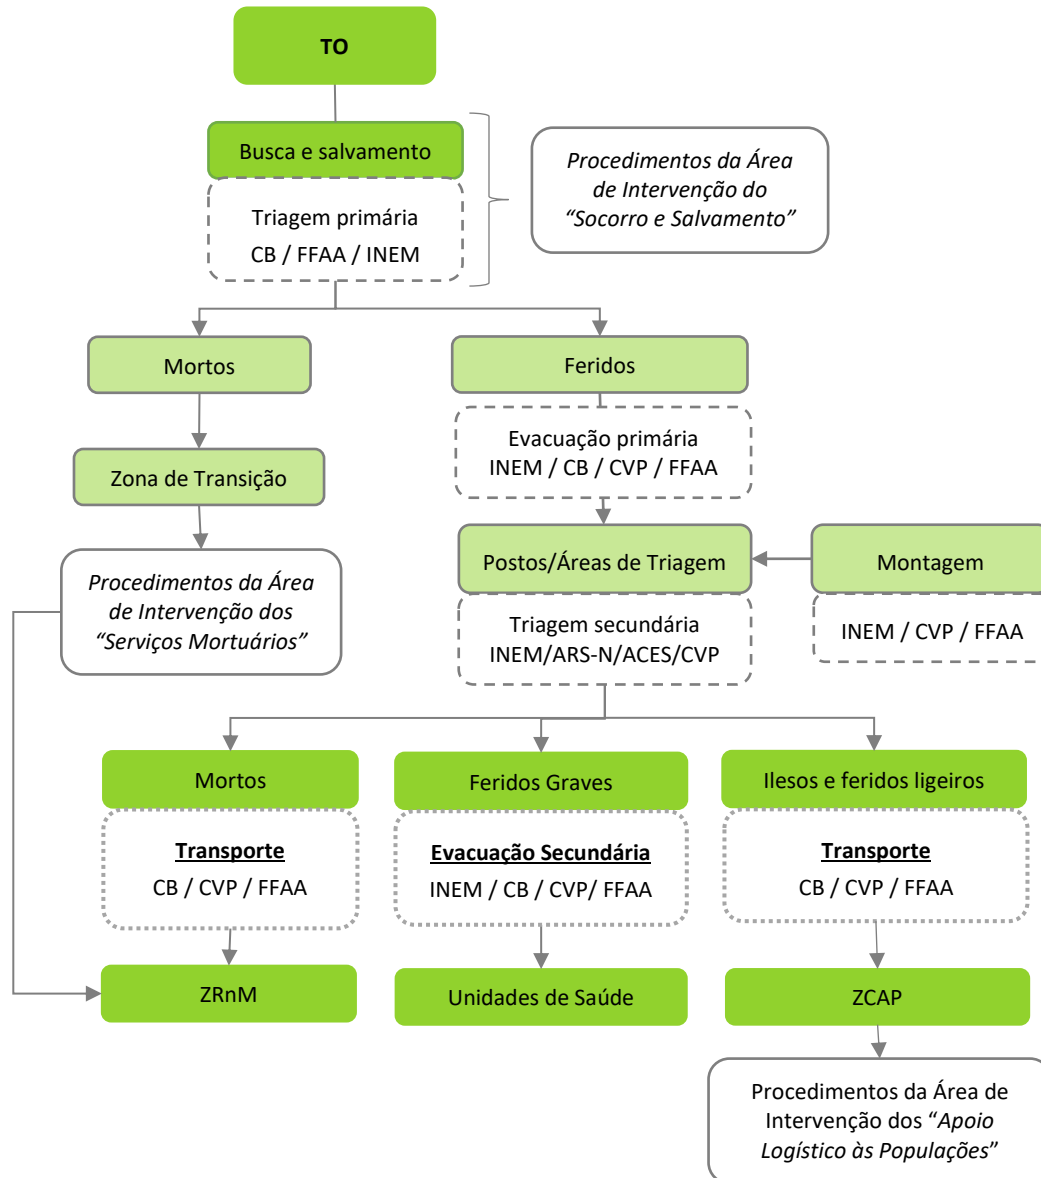 TO
Busca e salvamento
Triagem primária
CB / FFAA / INEM
Procedimentos da Área
de Intervenção do
“Socorro e Salvamento”
Mortos
Feridos
Evacuação primária
INEM / CB / CVP / FFAA
Zona de Transição
Postos/Áreas de Triagem
Montagem
Procedimentos da Área
de Intervenção dos
“Serviços Mortuários”
Triagem secundária
INEM/ARS-N/ACES/CVP
INEM / CVP / FFAA
Mortos
Feridos Graves
Ilesos e feridos ligeiros
Transporte
CB / CVP / FFAA
Evacuação Secundária
INEM / CB / CVP/ FFAA
Transporte
CB / CVP / FFAA
ZRnM
Unidades de Saúde
ZCAP
Procedimentos da Área de
Intervenção dos “Apoio
Logístico às Populações”